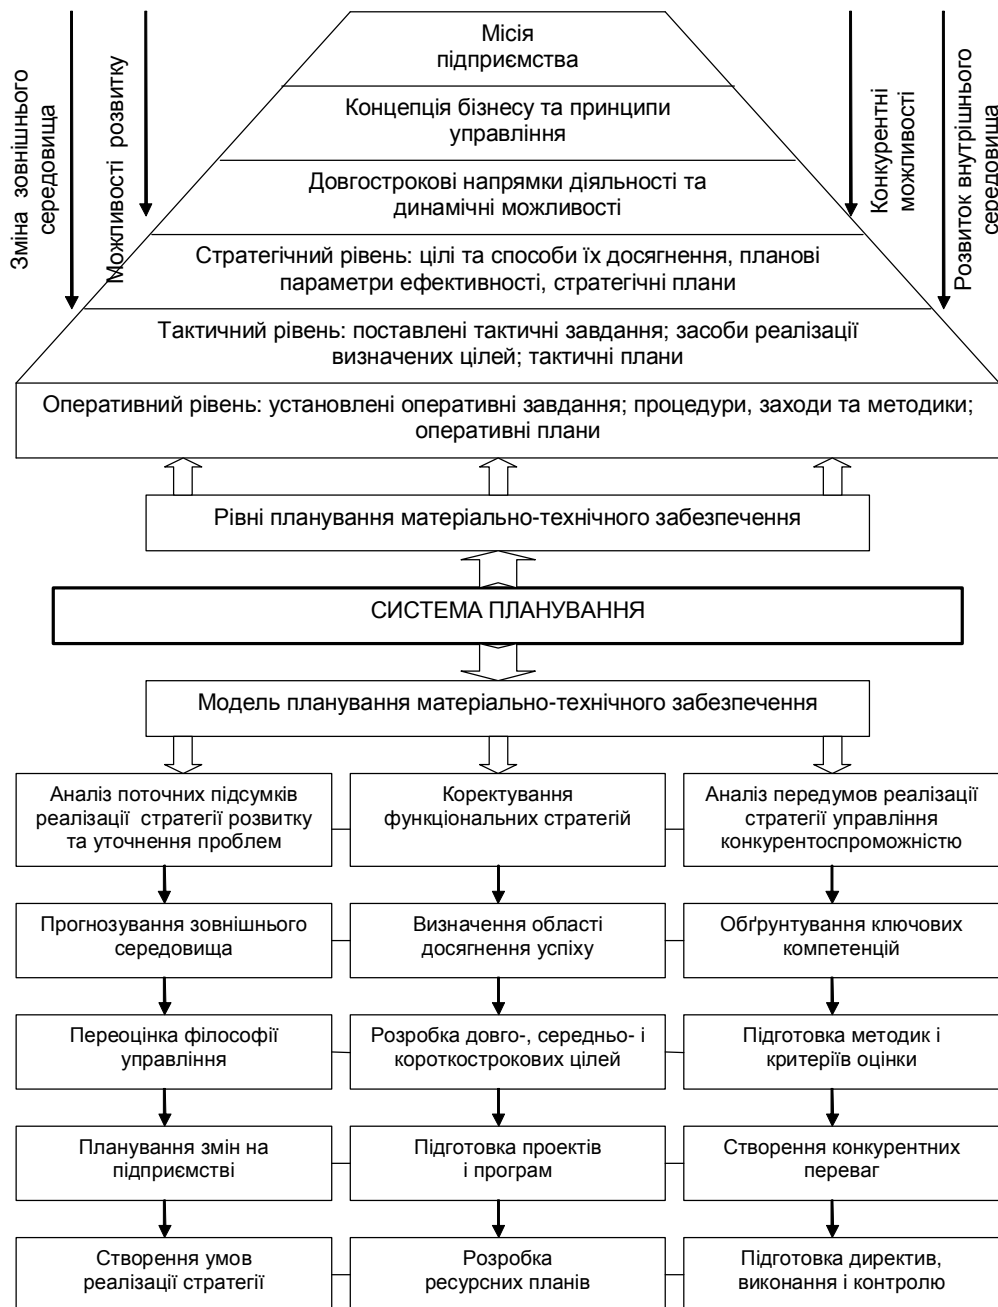 Місія
підприємства
Зміна зовнішнього
середовища
Можливості розвитку
Концепція бізнесу та принципи
управління
Конкурентні
можливості
Розвиток внутрішнього
середовища
Довгострокові напрямки діяльності та
динамічні можливості
Стратегічний рівень: цілі та способи їх досягнення, планові
параметри ефективності, стратегічні плани
Тактичний рівень: поставлені тактичні завдання; засоби реалізації
визначених цілей; тактичні плани
Оперативний рівень: установлені оперативні завдання; процедури, заходи та методики;
оперативні плани
Рівні планування матеріально-технічного забезпечення
СИСТЕМА ПЛАНУВАННЯ
Модель планування матеріально-технічного забезпечення
Аналіз поточних підсумків
реалізації стратегії розвитку
та уточнення проблем
Коректування
функціональних стратегій
Аналіз передумов реалізації
стратегії управління
конкурентоспроможністю
Прогнозування зовнішнього
середовища
Визначення області
досягнення успіху
Обґрунтування ключових
компетенцій
Переоцінка філософії
управління
Розробка довго-, середньо- і
короткострокових цілей
Підготовка методик і
критеріїв оцінки
Планування змін на
підприємстві
Підготовка проектів
і програм
Створення конкурентних
переваг
Створення умов
реалізації стратегії
Розробка
ресурсних планів
Підготовка директив,
виконання і контролю